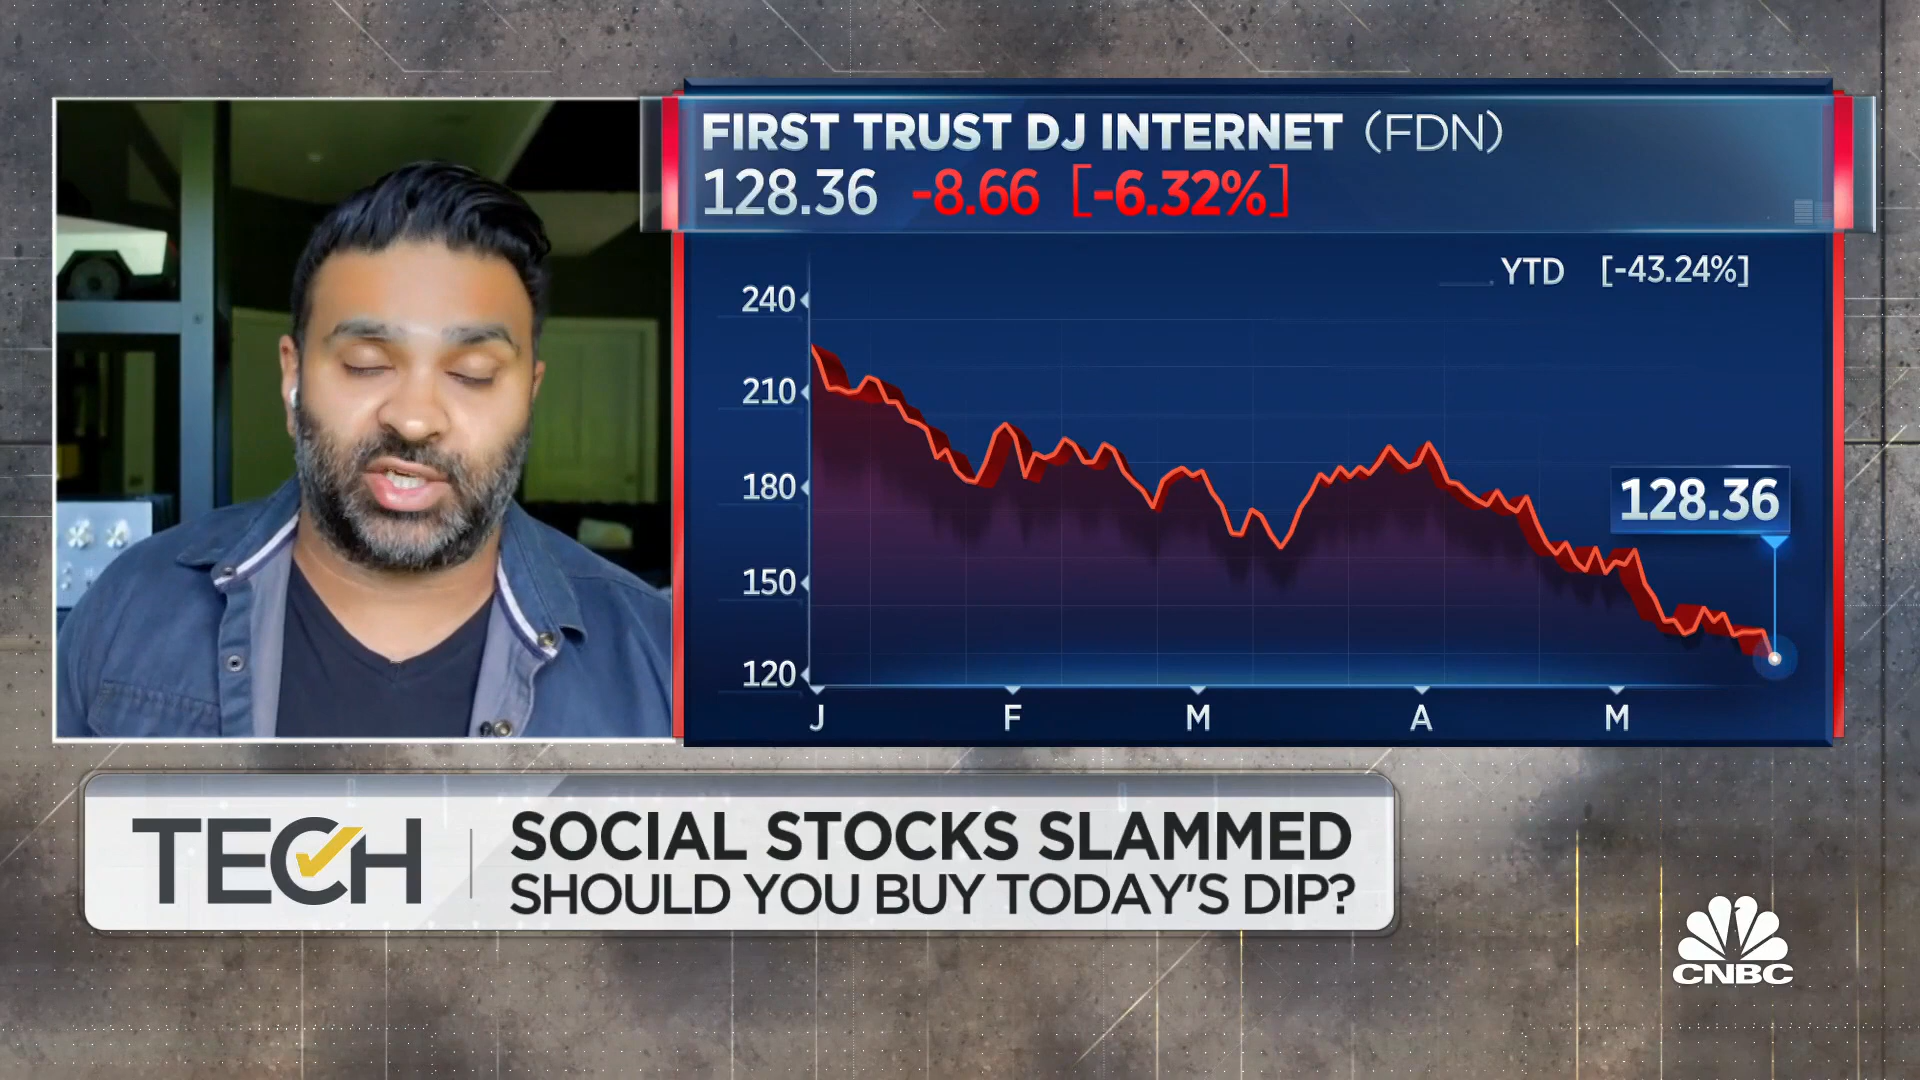 FIRST TRUST DJ INTERNET (FDN)
128.36 -8.66 [-6.32%]
YTD [-43.24%]
240
210
180
150
120
128.36
J F M A M
TECH
SOCIAL STOCKS SLAMMED
SHOULD YOU BUY TODAY'S DIP?
CNBC